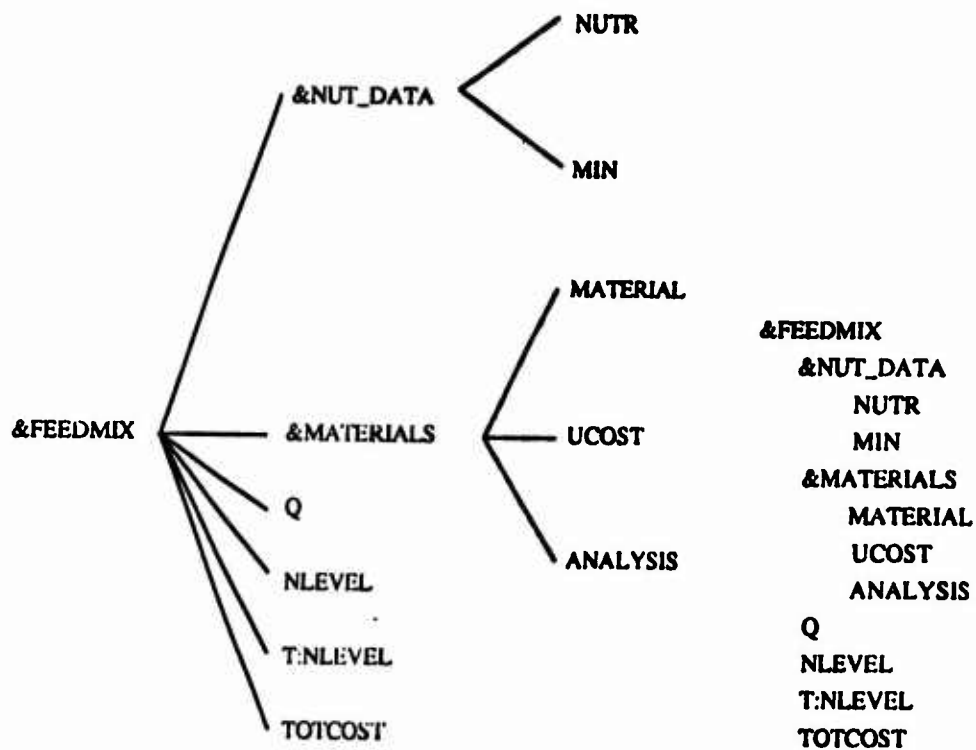 NUTR
&NUT_DATA
MIN
MATERIAL
&FEEDMIX
&MATERIALS
UCOST
Q
NLEVEL
ANALYSIS
T:NLEVEL
TOTCOST
&FEEDMIX
&NUT_DATA
NUTR
MIN
&MATERIALS
MATERIAL
UCOST
ANALYSIS
Q
NLEVEL
T:NLEVEL
TOTCOST